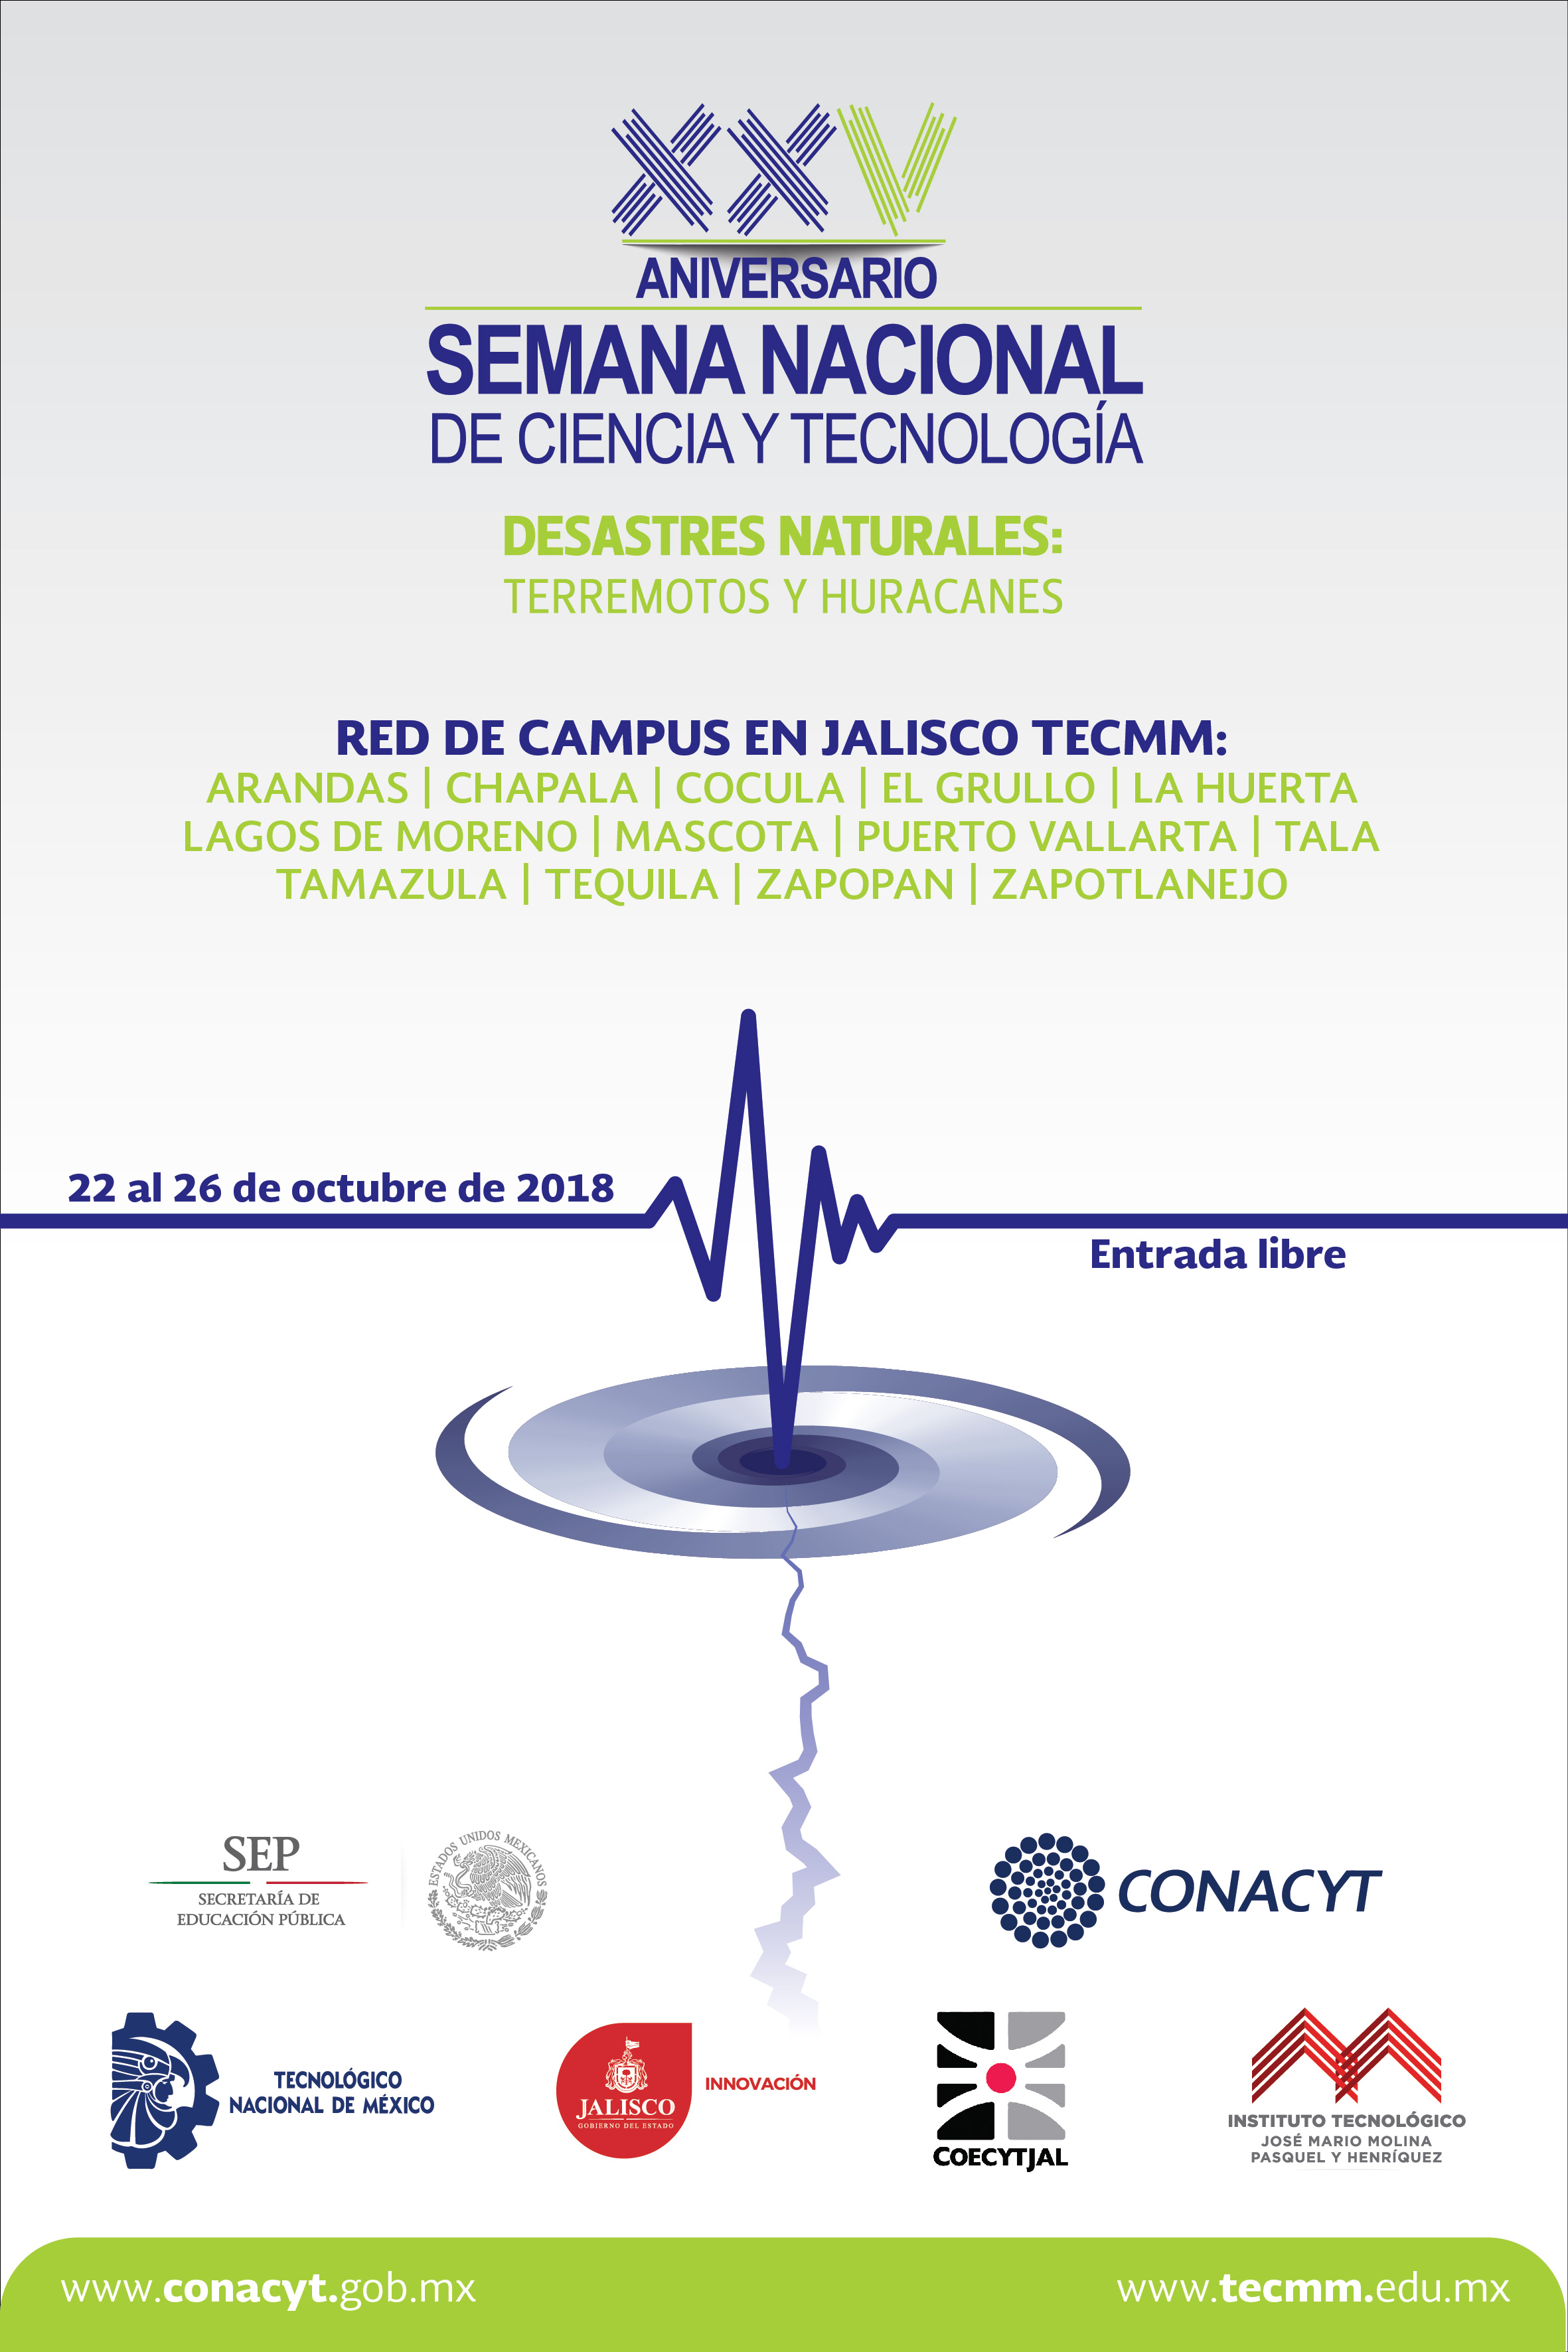 XXV
ANIVERSARIO
SEMANA NACIONAL
DE CIENCIA Y TECNOLOGÍA
DESASTRES NATURALES:
TERREMOTOS Y HURACANES
RED DE CAMPUS EN JALISCO TECMM:
ARANDAS | CHAPALA | COCULA | EL GRULLO | LA HUERTA
LAGOS DE MORENO | MASCOTA | PUERTO VALLARTA | TALA
TAMAZULA | TEQUILA | ZAPOPAN | ZAPOTLANEJO
22 al 26 de octubre de 2018
Entrada libre
SEP
SECRETARÍA DE
EDUCACIÓN PÚBLICA
ESTADOS UNIDOS MEXICANOS
CONACYT
TECNOLÓGICO
NACIONAL DE MÉXICO
JALISCO
GOBIERNO DEL ESTADO
INNOVACIÓN
COECYTJAL
INSTITUTO TECNOLÓGICO
JOSÉ MARIO MOLINA
PASQUEL Y HENRÍQUEZ
www.conacyt.gob.mx
www.tecmm.edu.mx